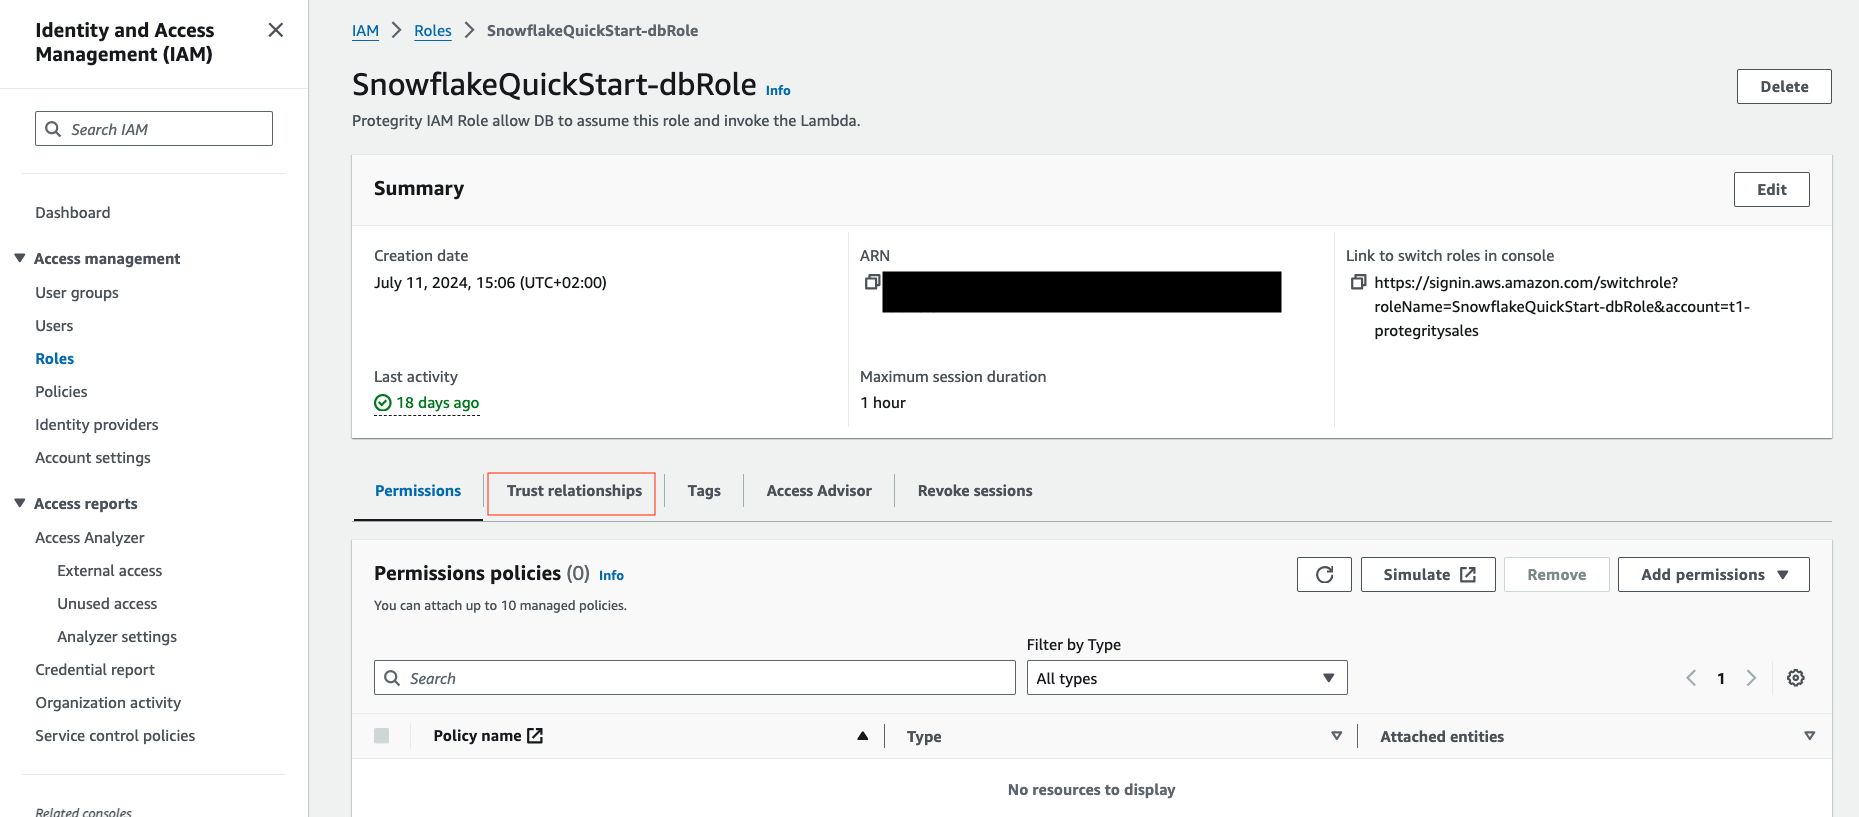 Identity and Access
Management (IAM)
Search IAM
Dashboard
Access management
User groups
Users
Roles
Policies
Identity providers
Account settings
Access reports
Access Analyzer
External access
Unused access
Analyzer settings
Credential report
Organization activity
Service control policies
Related consoles
IAM
Roles
SnowflakeQuickStart-dbRole
SnowflakeQuickStart-dbRole Info
Delete
Protegrity IAM Role allow DB to assume this role and invoke the Lambda.
Summary
Edit
Creation date
July 11, 2024, 15:06 (UTC+02:00)
ARN
Link to switch roles in console
https://signin.aws.amazon.com/switchrole?
roleName=SnowflakeQuickStart-dbRole&account=t1-
protegritysales
Last activity
18 days ago
Maximum session duration
1 hour
Permissions
Trust relationships
Tags
Access Advisor
Revoke sessions
Permissions policies (0) Info
You can attach up to 10 managed policies.
Simulate
Remove
Add permissions
Search
Filter by Type
All types
1
Policy name
Type
Attached entities
No resources to display